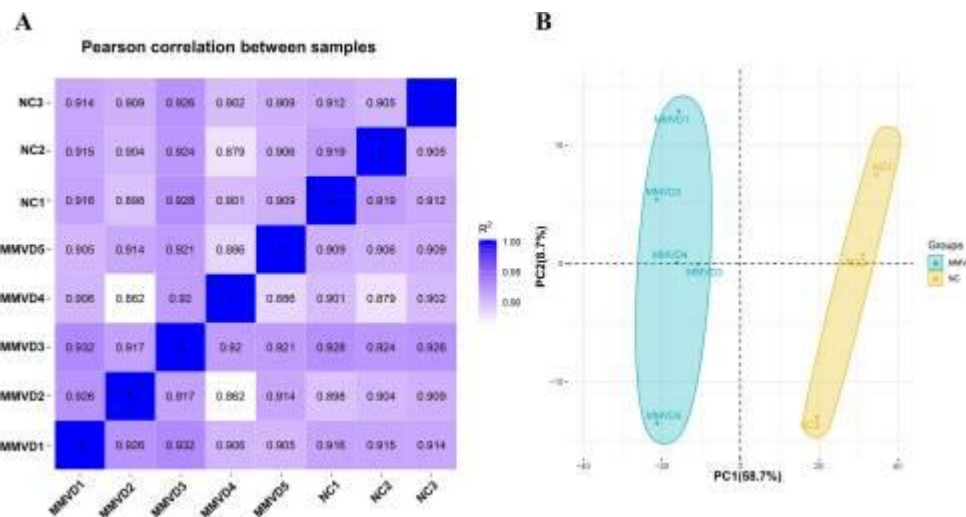 A
B
Pearson correlation between samples
NC3 0.914 0.909 0.926 0.902 0.909 0.912 0.905
NC2 0.915 0.904 0.924 0.879 0.906 0.919 0.905
NC1 0.916 0.898 0.928 0.901 0.909 0.919 0.912
MMVD5 0.905 0.914 0.921 0.886 0.909 0.906 0.909
MMVD4 0.906 0.862 0.92 0.886 0.901 0.879 0.902
MMVD3 0.932 0.917 0.92 0.921 0.928 0.924 0.926
MMVD2 0.926 0.917 0.862 0.914 0.898 0.904 0.909
MMVD1 0.926 0.932 0.906 0.905 0.916 0.915 0.914
MMVD1 MMVD2 MMVD3 MMVD4 MMVD5 NC1 NC2 NC3
R²
1.00
0.95
0.90
PC2(8.7%)
MMVD1
MMVD4
MMVD3
0
0
PC1(58.7%)
Groups
MMV
NC